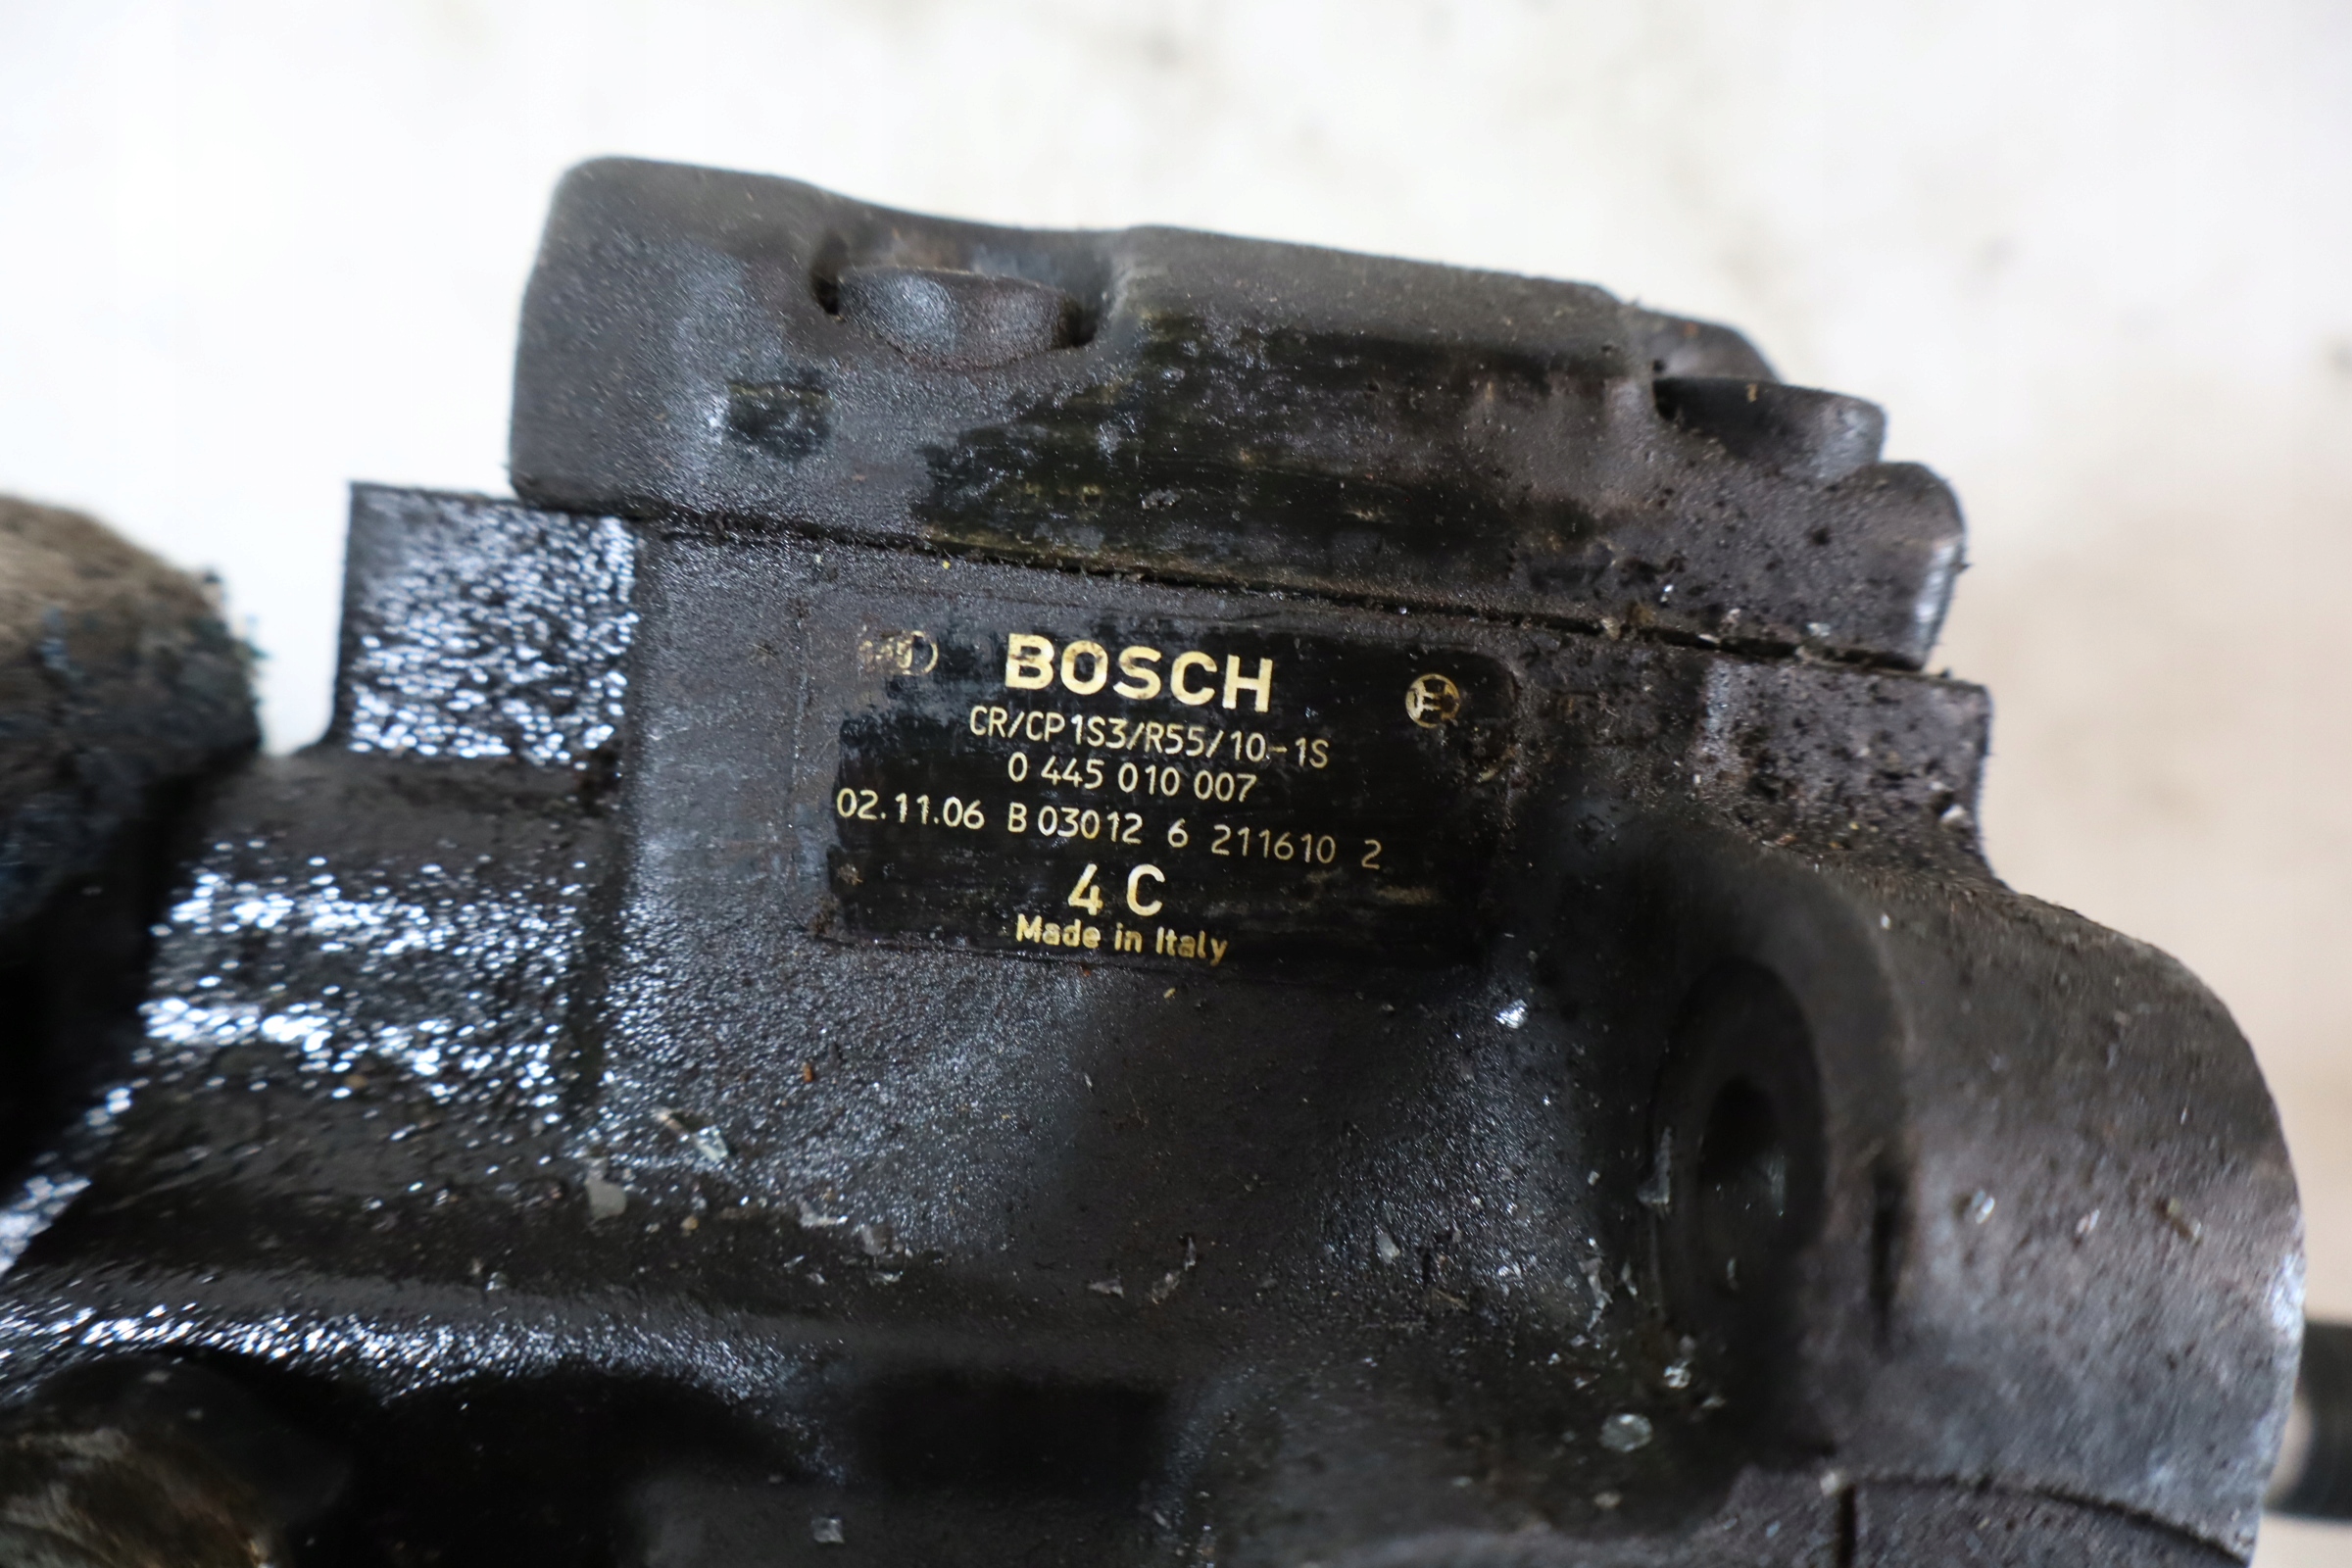 BOSCH
CR/CP1S3/R55/10-1S
0 445 010 007
02.11.06 B 03012 6 211610 2
4 C
Made in Italy